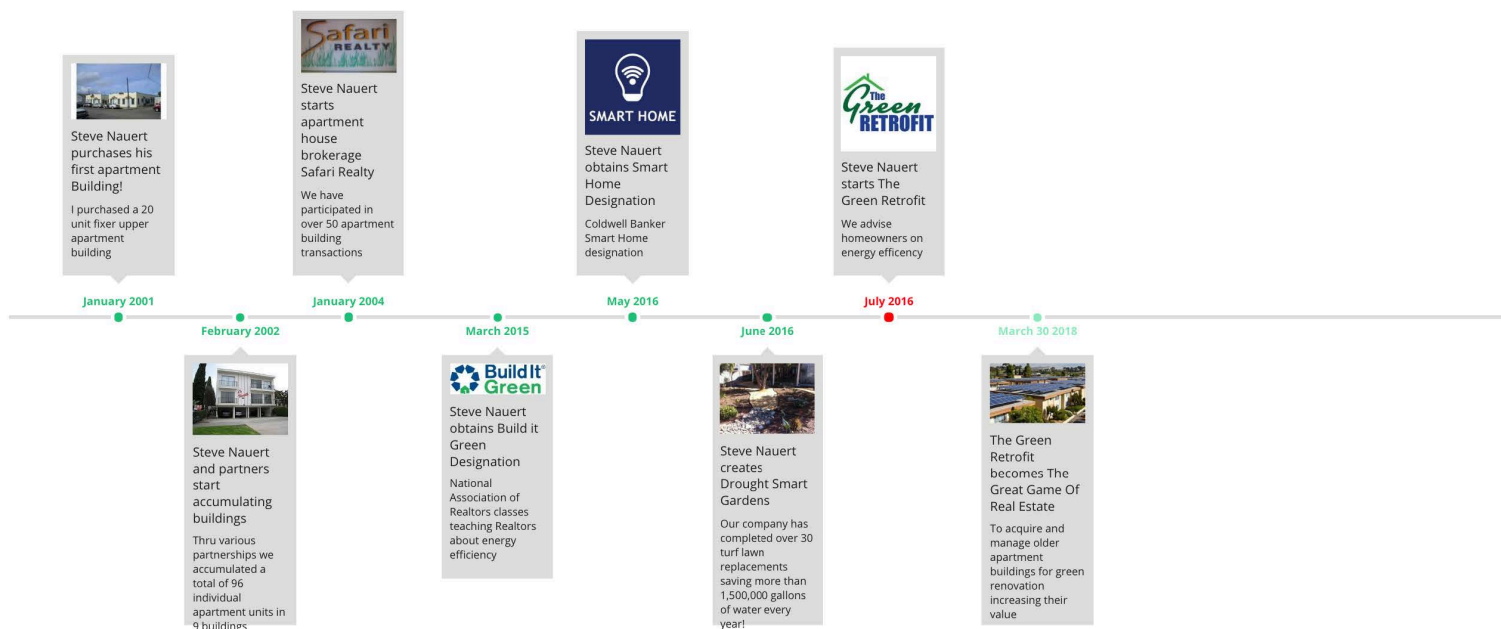 Steve Nauert
purchases his
first apartment
Building!
I purchased a 20
unit fixer upper
apartment
building
January 2001
February 2002
Steve Nauert
and partners
start
accumulating
buildings
Thru various
partnerships we
accumulated a
total of 96
individual
apartment units in
9 buildings
Safari
REALTY
Steve Nauert
starts
apartment
house
brokerage
Safari Realty
We have
participated in
over 50 apartment
building
transactions
January 2004
March 2015
Build It
Green
Steve Nauert
obtains Build it
Green
Designation
National
Association of
Realtors classes
teaching Realtors
about energy
efficiency
SMART HOME
Steve Nauert
obtains Smart
Home
Designation
Coldwell Banker
Smart Home
designation
May 2016
June 2016
Steve Nauert
creates
Drought Smart
Gardens
Our company has
completed over 30
turf lawn
replacements
saving more than
1,500,000 gallons
of water every
year!
The
Green
RETROFIT
Steve Nauert
starts The
Green Retrofit
We advise
homeowners on
energy efficency
July 2016
March 30 2018
The Green
Retrofit
becomes The
Great Game Of
Real Estate
To acquire and
manage older
apartment
buildings for green
renovation
increasing their
value